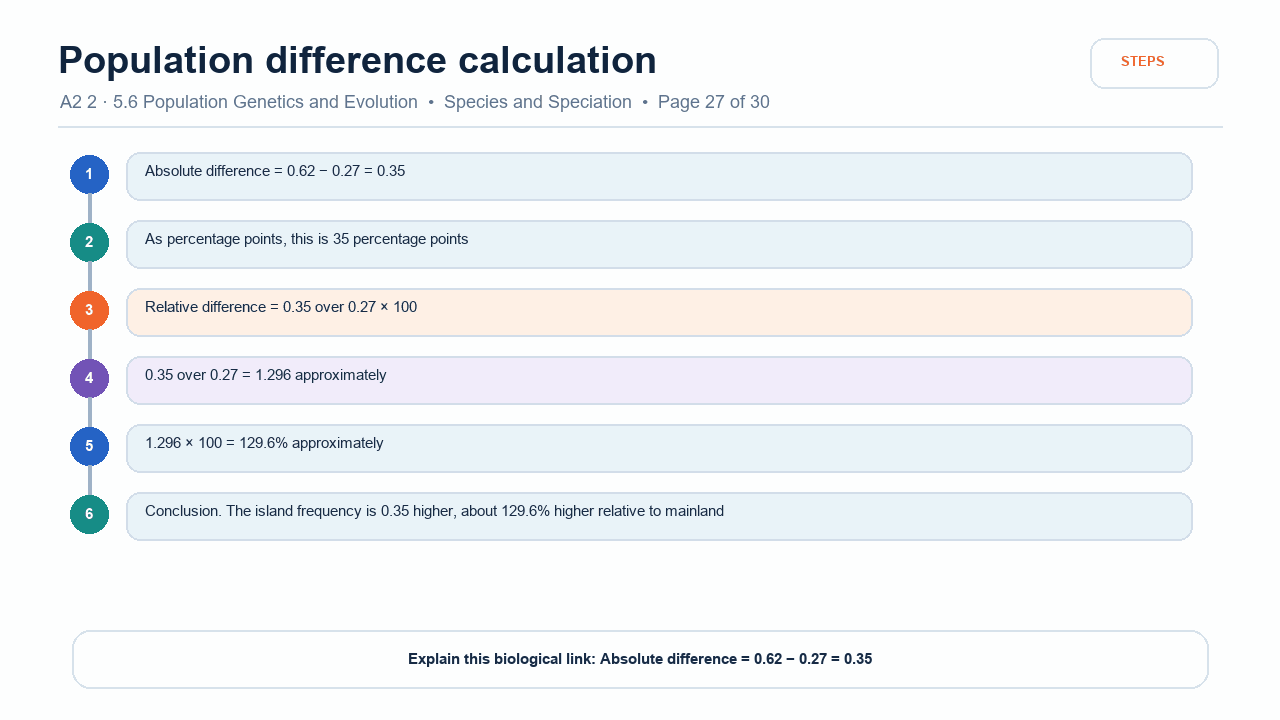 Population difference calculation
STEPS
A2 2 · 5.6 Population Genetics and Evolution • Species and Speciation • Page 27 of 30
1 Absolute difference = 0.62 − 0.27 = 0.35
2 As percentage points, this is 35 percentage points
3 Relative difference = 0.35 over 0.27 × 100
4 0.35 over 0.27 = 1.296 approximately
5 1.296 × 100 = 129.6% approximately
6 Conclusion. The island frequency is 0.35 higher, about 129.6% higher relative to mainland
Explain this biological link: Absolute difference = 0.62 − 0.27 = 0.35